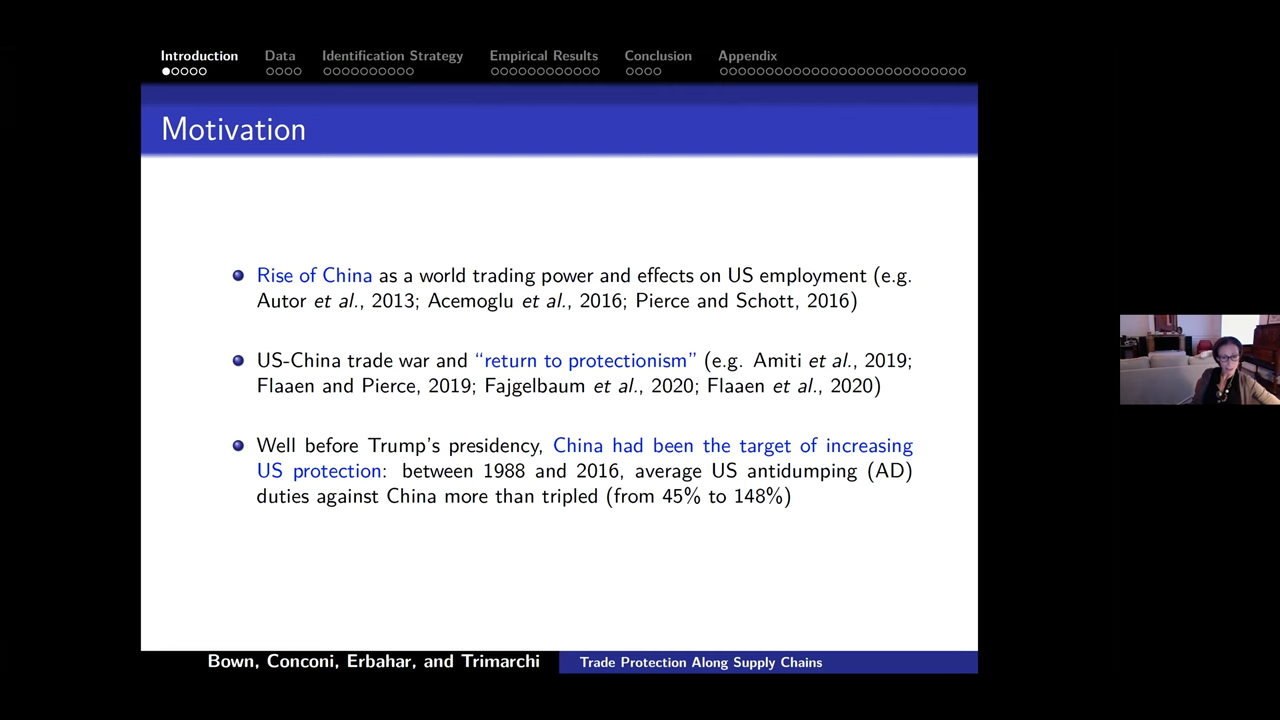 Introduction Data Identification Strategy Empirical Results Conclusion Appendix
Motivation
Rise of China as a world trading power and effects on US employment (e.g.
Autor et al., 2013; Acemoglu et al., 2016; Pierce and Schott, 2016)
US-China trade war and “return to protectionism” (e.g. Amiti et al., 2019;
Flaaen and Pierce, 2019; Fajgelbaum et al., 2020; Flaaen et al., 2020)
Well before Trump's presidency, China had been the target of increasing
US protection: between 1988 and 2016, average US antidumping (AD)
duties against China more than tripled (from 45% to 148%)
Bown, Conconi, Erbahar, and Trimarchi Trade Protection Along Supply Chains